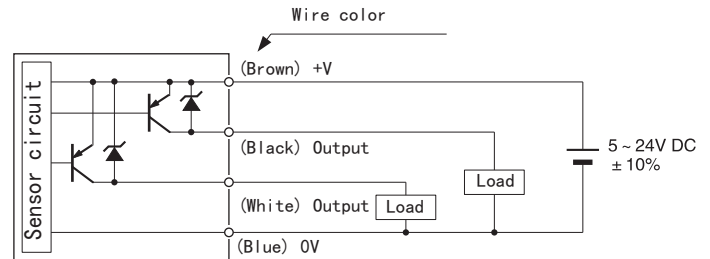 Wire color
(Brown) +V
Sensor circuit
(Black) Output
5 ~ 24V DC
± 10%
Load
(White) Output
Load
(Blue) 0V